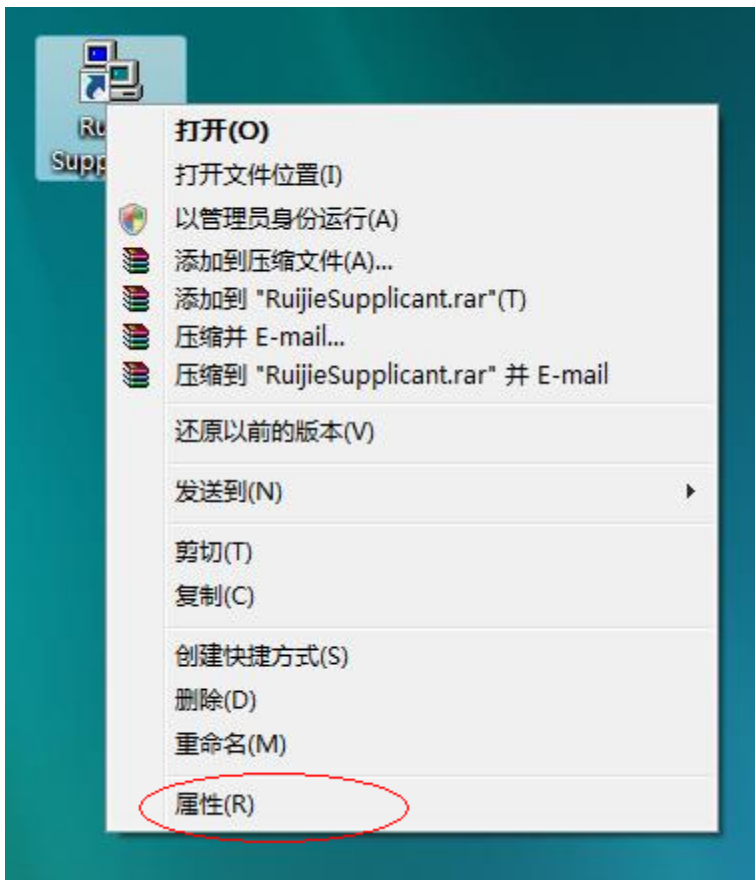 打开(O)
打开文件位置(I)
以管理员身份运行(A)
添加到压缩文件(A)...
添加到 "RuijieSupplicant.rar"(T)
压缩并 E-mail...
压缩到 "RuijieSupplicant.rar" 并 E-mail
还原以前的版本(V)
发送到(N)
剪切(T)
复制(C)
创建快捷方式(S)
删除(D)
重命名(M)
属性(R)